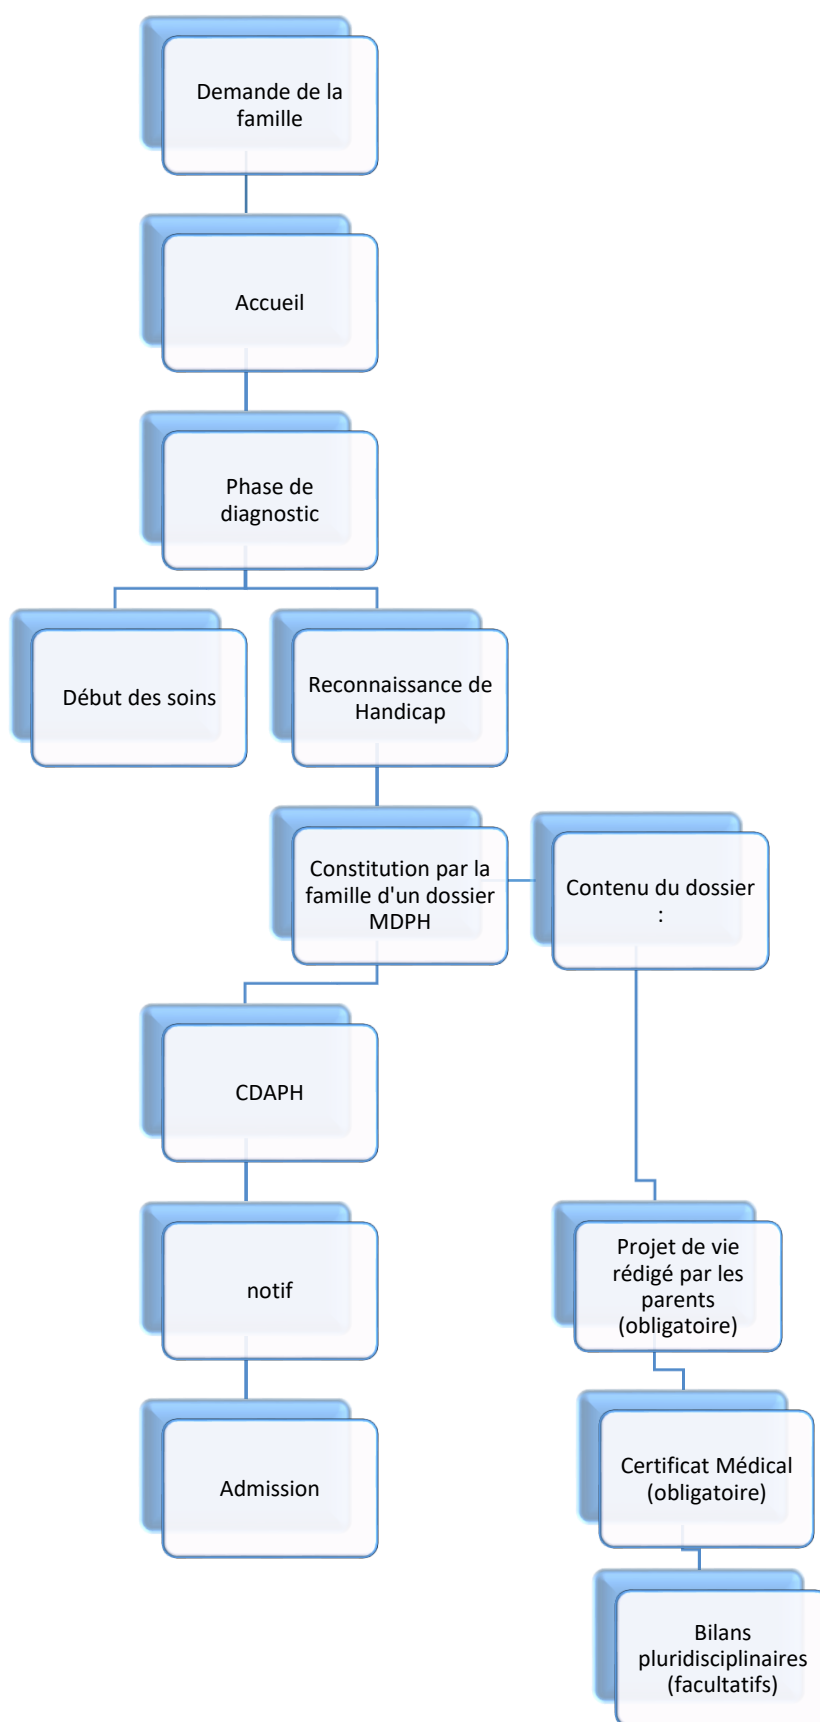 Demande de la
famille
Accueil
Phase de
diagnostic
Début des soins
Reconnaissance de
Handicap
Constitution par la
famille d'un dossier
MDPH
Contenu du dossier
:
CDAPH
notif
Admission
Projet de vie
rédigé par les
parents
(obligatoire)
Certificat Médical
(obligatoire)
Bilans
pluridisciplinaires
(facultatifs)